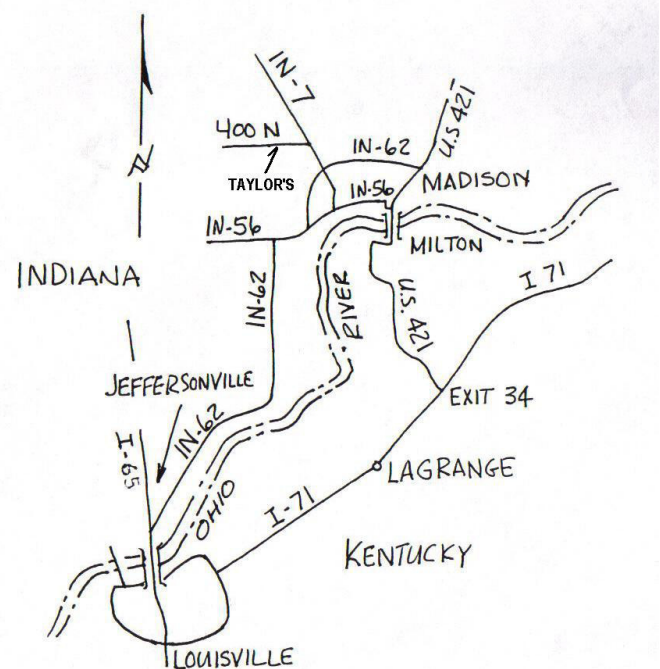 IN-7
U.S 421
400 N
IN-62
TAYLOR'S
IN-56
MADISON
IN-56
MILTON
INDIANA
IN-62
RIVER
U.S. 421
I 71
JEFFERSONVILLE
EXIT 34
IN-62
I-65
LAGRANGE
OHIO
I-71
KENTUCKY
LOUISVILLE